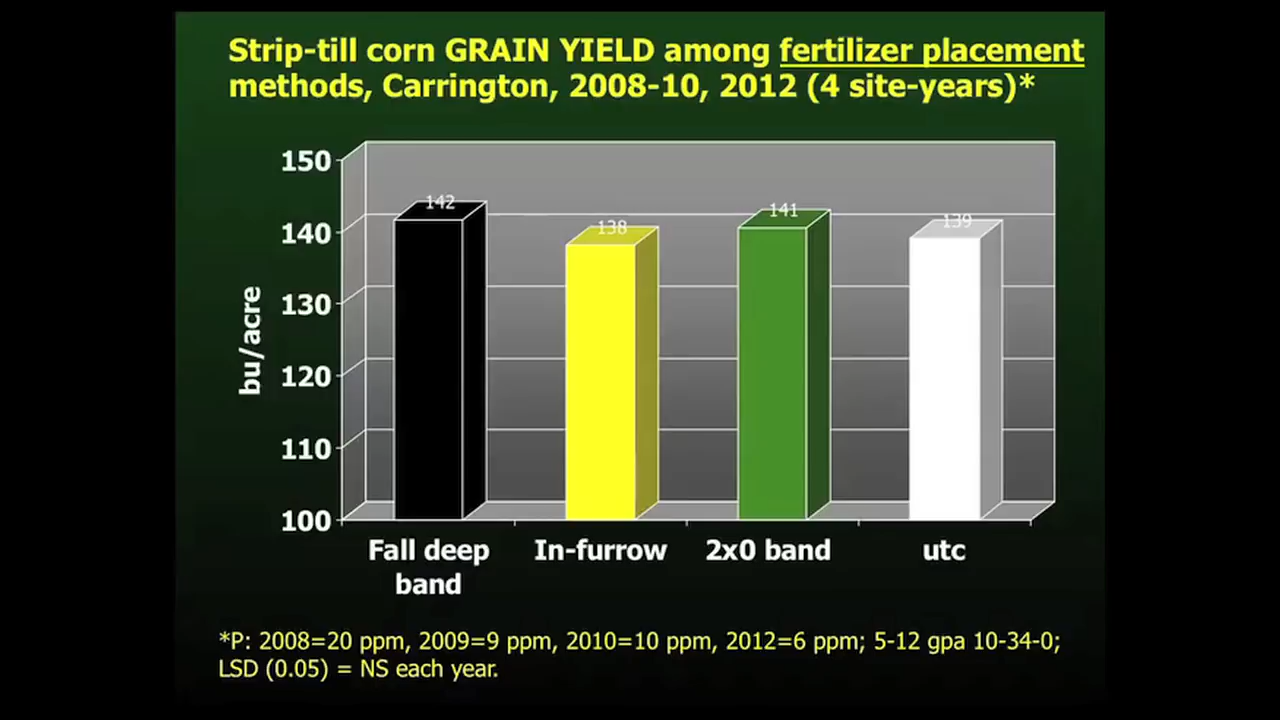 Strip-till corn GRAIN YIELD among fertilizer placement
methods, Carrington, 2008-10, 2012 (4 site-years)*
150
140
130
120
110
100
bu/acre
142
138
141
139
Fall deep
band
In-furrow
2x0 band
utc
*P: 2008=20 ppm, 2009=9 ppm, 2010=10 ppm, 2012=6 ppm; 5-12 gpa 10-34-0;
LSD (0.05) = NS each year.